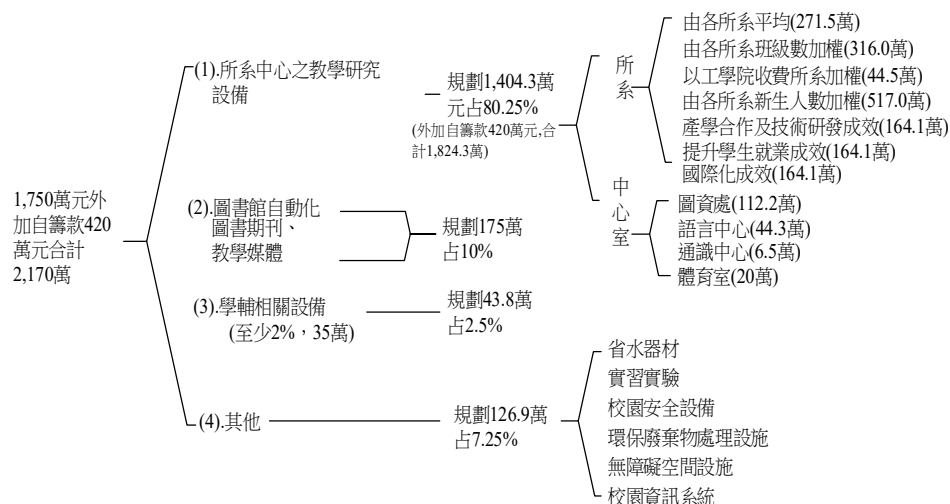 1,750萬元外
加自籌款420
萬元合計
2,170萬
(1).所系中心之教學研究
設備
規劃1,404.3萬
元占80.25%
(外加自籌款420萬元,合
計1,824.3萬)
所
系
由各所系平均(271.5萬)
由各所系班級數加權(316.0萬)
以工學院收費所系加權(44.5萬)
由各所系新生人數加權(517.0萬)
產學合作及技術研發成效(164.1萬)
提升學生就業成效(164.1萬)
國際化成效(164.1萬)
中
心
室
圖資處(112.2萬)
語言中心(44.3萬)
通識中心(6.5萬)
體育室(20萬)
(2).圖書館自動化
圖書期刊、
教學媒體
規劃175萬
占10%
(3).學輔相關設備
(至少2%,35萬)
規劃43.8萬
占2.5%
(4).其他
規劃126.9萬
占7.25%
省水器材
實習實驗
校園安全設備
環保廢棄物處理設施
無障礙空間設施
校園資訊系統